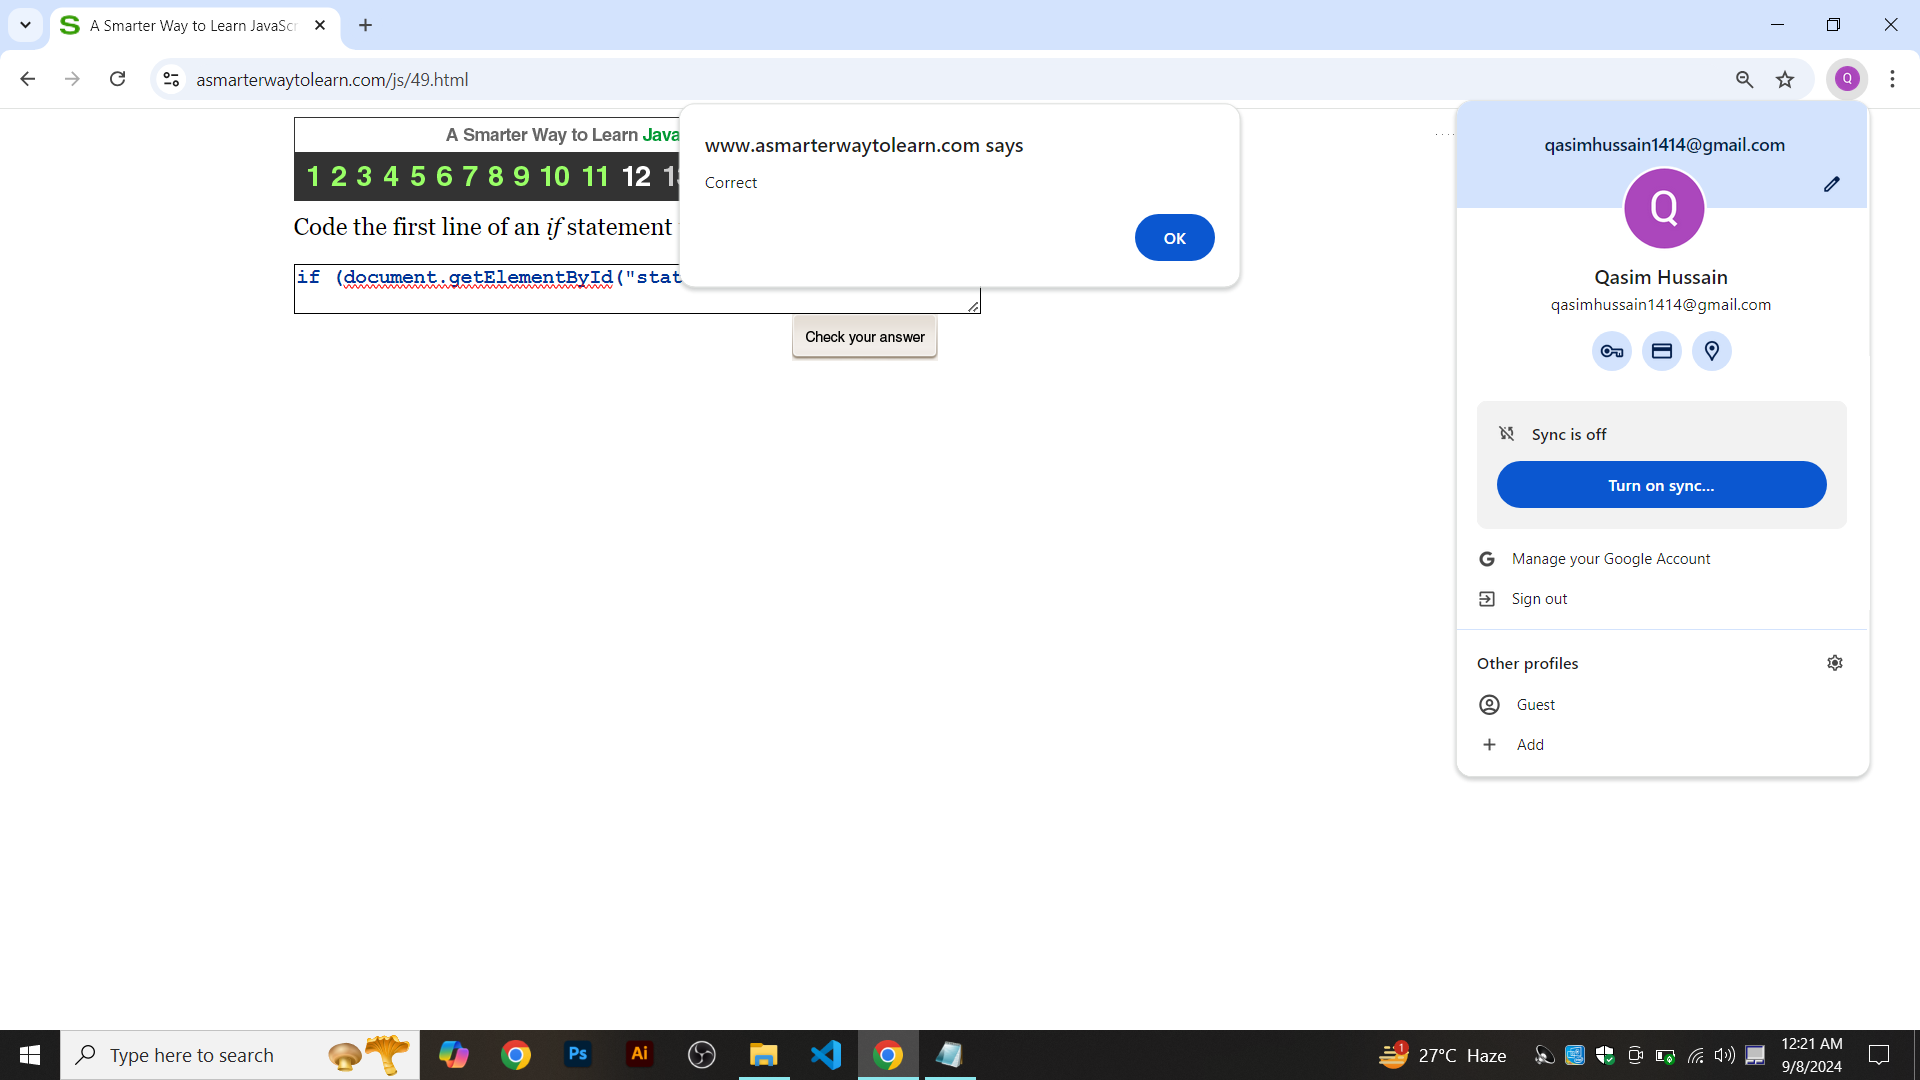 A Smarter Way to Learn JavaScr
asmarterwaytolearn.com/js/49.html
Q
A Smarter Way to Learn Java
1 2 3 4 5 6 7 8 9 10 11 12
Code the first line of an if statement
if (document.getElementById("stat
Check your answer
www.asmarterwaytolearn.com says
Correct
OK
qasimhussain1414@gmail.com
Q
Qasim Hussain
qasimhussain1414@gmail.com
Sync is off
Turn on sync...
Manage your Google Account
Sign out
Other profiles
Guest
Add
Type here to search
Ps
Ai
1
27°C Haze
12:21 AM
9/8/2024